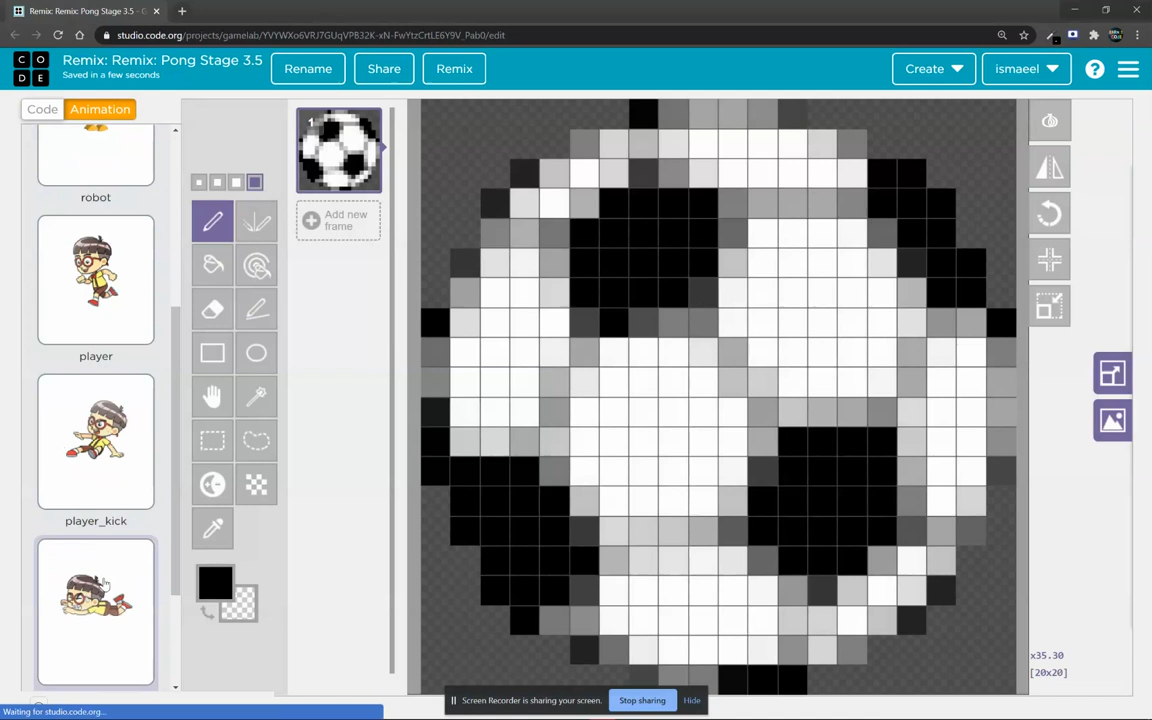 Remix: Remix: Pong Stage 3.5 - G
studio.code.org/projects/gamelab/YVYWXo6VRJ7GUqVPB32K-xN-FwYtzCrtLE6Y9V_Pab0/edit
C O
D E
Remix: Remix: Pong Stage 3.5
Saved in a few seconds
Rename
Share
Remix
Create
ismaeel
?
Code
Animation
robot
player
player_kick
1
Add new
frame
x35.30
[20x20]
Screen Recorder is sharing your screen.
Stop sharing
Hide
Waiting for studio.code.org...